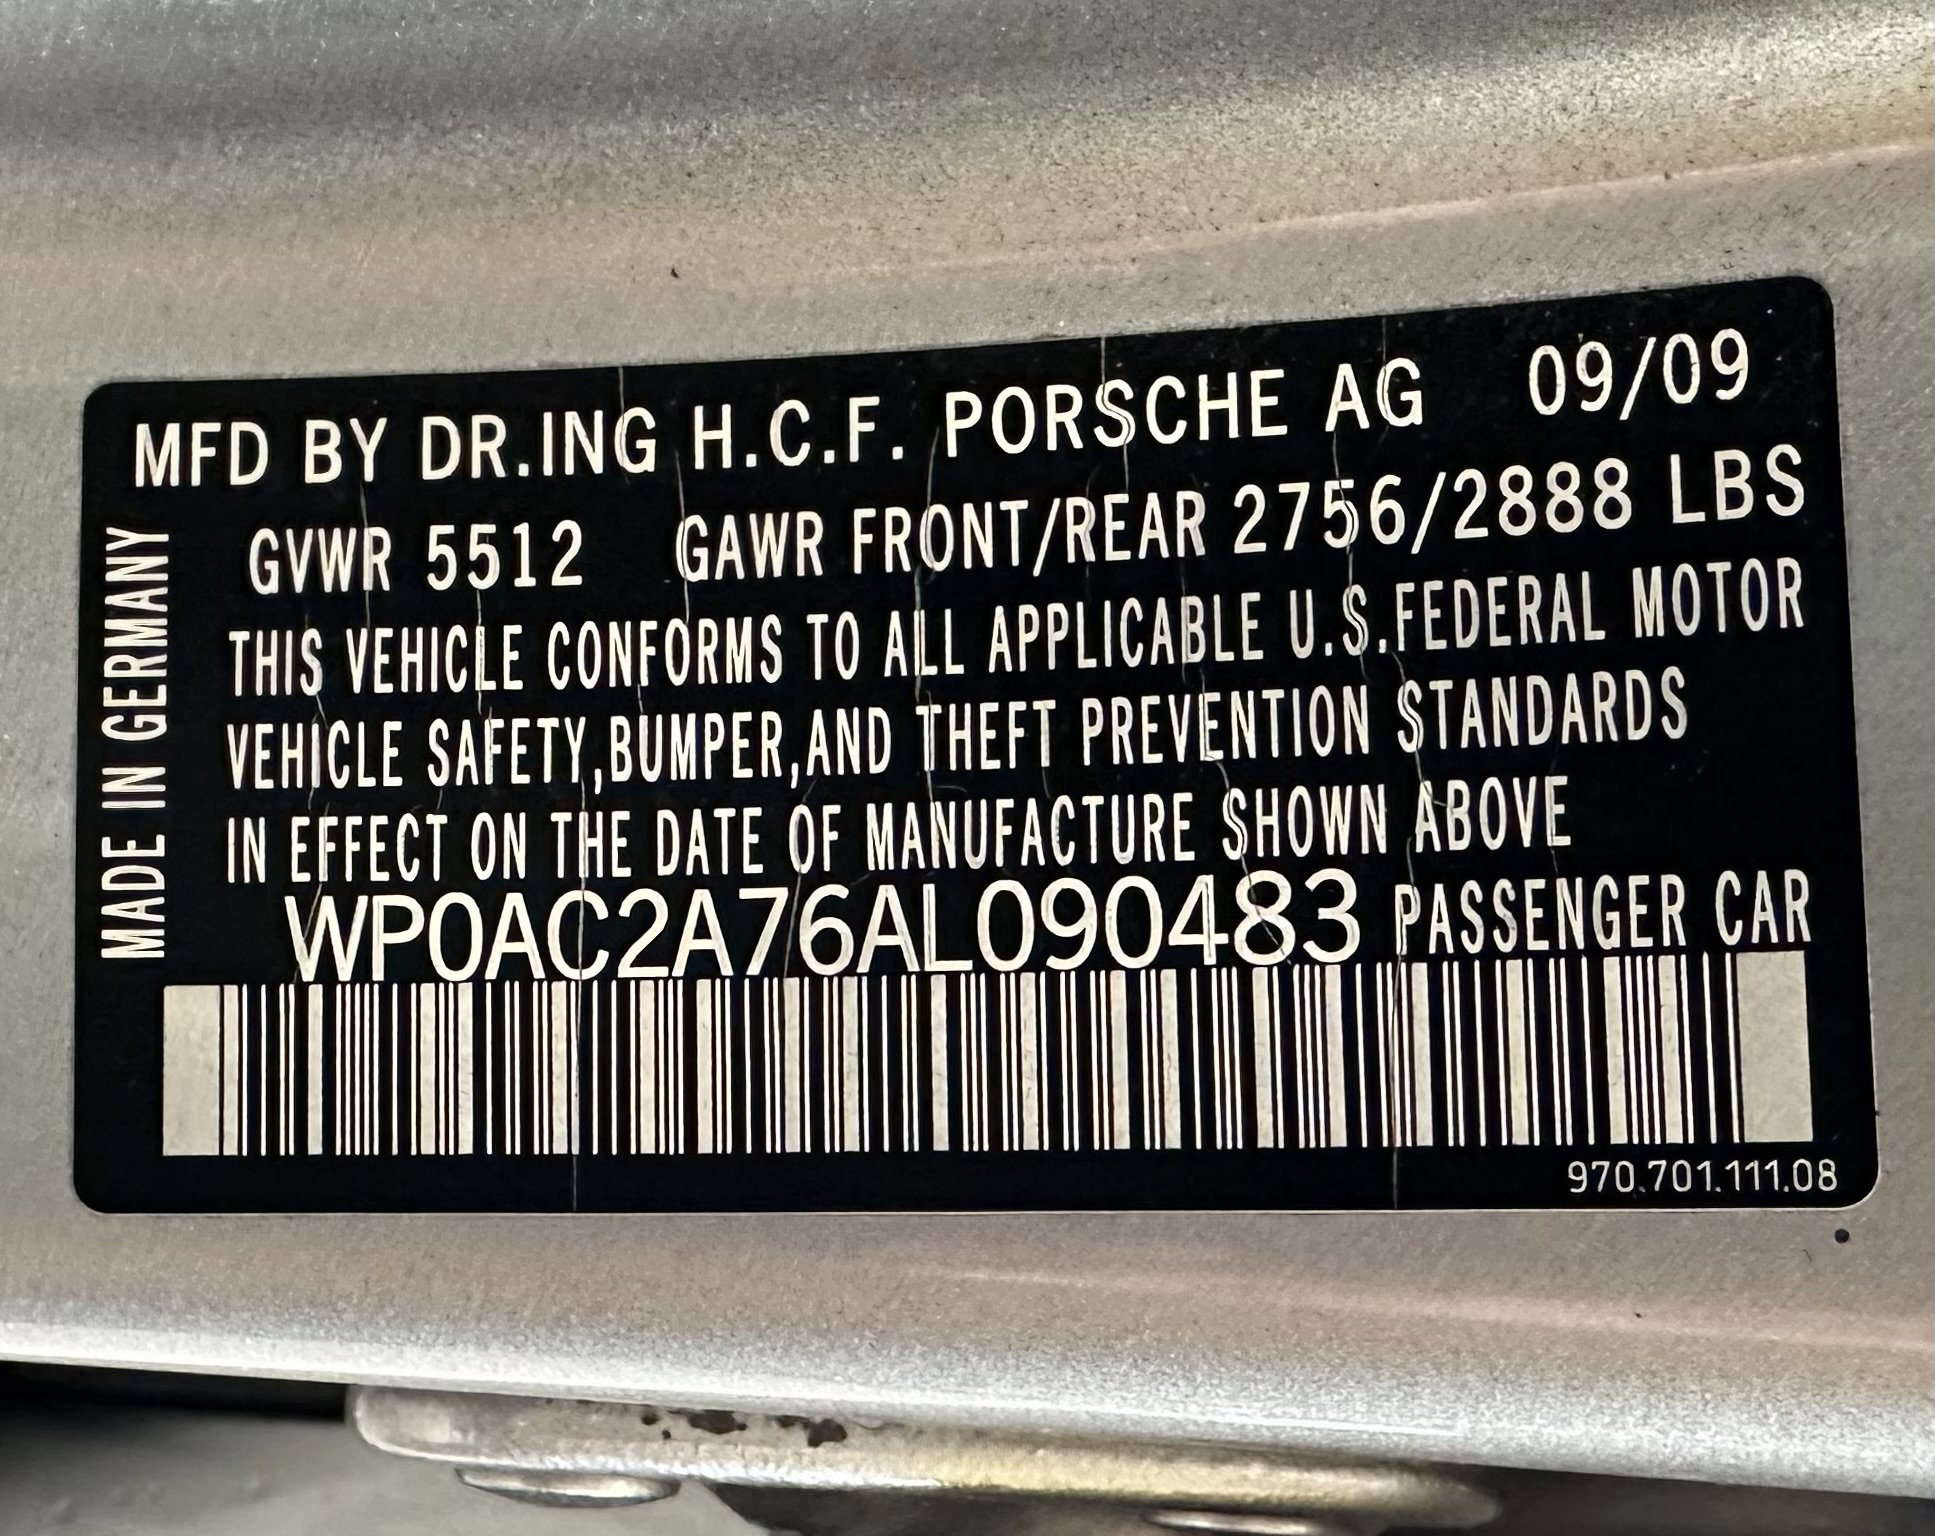 MFD BY DR.ING H.C.F. PORSCHE AG 09/09
GVWR 5512 GAWR FRONT/REAR 2756/2888 LBS
THIS VEHICLE CONFORMS TO ALL APPLICABLE U.S.FEDERAL MOTOR
VEHICLE SAFETY,BUMPER,AND THEFT PREVENTION STANDARDS
IN EFFECT ON THE DATE OF MANUFACTURE SHOWN ABOVE
WP0AC2A76AL090483 PASSENGER CAR
MADE IN GERMANY
970.701.111.08